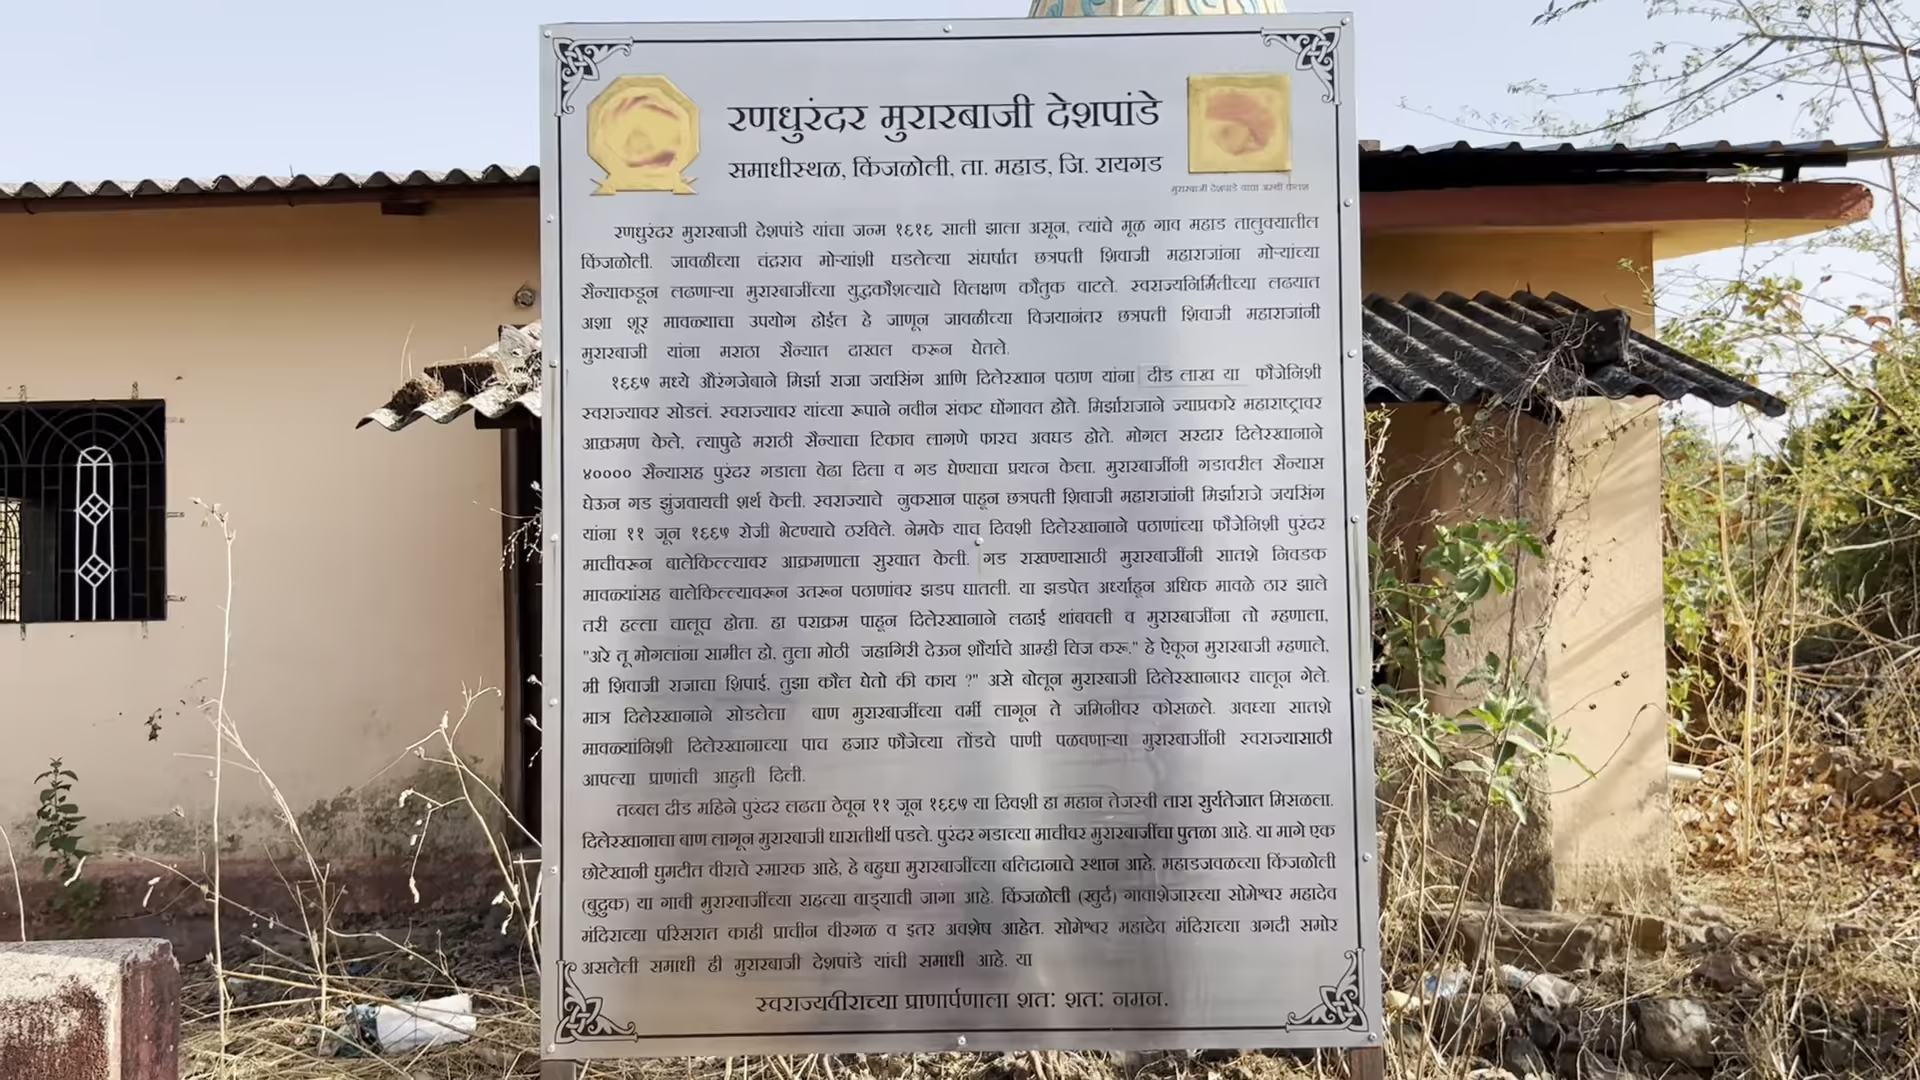 रणधुरंदर मुरारबाजी देशपांडे
समाधीस्थळ, किंजळोली, ता. महाड, जि. रायगड
मुरारबाजी देशपांडे यांचा अस्थी कलश
रणधुरंदर मुरारबाजी देशपांडे यांचा जन्म १६१६ साली झाला असून, त्यांचे मूळ गाव महाड तालुक्यातील
किंजळोली. जावळीच्या चंद्रराव मोऱ्यांशी घडलेल्या संघर्षात छत्रपती शिवाजी महाराजांना मोऱ्यांच्या
सैन्याकडून लढणाऱ्या मुरारबाजींच्या युद्धकौशल्याचे विलक्षण कौतुक वाटले. स्वराज्यनिर्मितीच्या लढयात
अशा शूर मावळ्याचा उपयोग होईल हे जाणून जावळीच्या विजयानंतर छत्रपती शिवाजी महाराजांनी
मुरारबाजी यांना मराठा सैन्यात दाखल करून घेतले.
१६६५ मध्ये औरंगजेबाने मिर्झा राजा जयसिंग आणि दिलेरखान पठाण यांना दीड लाख या फौजेनिशी
स्वराज्यावर सोडलं. स्वराज्यावर यांच्या रूपाने नवीन संकट घोंगावत होते. मिर्झाराजाने ज्याप्रकारे महाराष्ट्रावर
आक्रमण केले, त्यापुढे मराठी सैन्याचा टिकाव लागणे फारच अवघड होते. मोगल सरदार दिलेरखानाने
४०००० सैन्यासह पुरंदर गडाला वेढा दिला व गड घेण्याचा प्रयत्न केला. मुरारबाजींनी गडावरील सैन्यास
घेऊन गड झुंजवायची शर्थ केली. स्वराज्याचे नुकसान पाहून छत्रपती शिवाजी महाराजांनी मिर्झाराजे जयसिंग
यांना ११ जून १६६५ रोजी भेटण्याचे ठरविले. नेमके याच दिवशी दिलेरखानाने पठाणांच्या फौजेनिशी पुरंदर
माचीवरून बालेकिल्ल्यावर आक्रमणाला सुरवात केली. गड राखण्यासाठी मुरारबाजींनी सातशे निवडक
मावळ्यांसह बालेकिल्ल्यावरून उतरून पठाणांवर झडप घातली. या झडपेत अर्ध्याहून अधिक मावळे ठार झाले
तरी हल्ला चालूच होता. हा पराक्रम पाहून दिलेरखानाने लढाई थांबवली व मुरारबाजींना तो म्हणाला,
"अरे तू मोगलांना सामील हो, तुला मोठी जहागिरी देऊन शौर्याचे आम्ही चिज करू." हे ऐकून मुरारबाजी म्हणाले,
मी शिवाजी राजाचा शिपाई, तुझा कौल घेतो की काय ?" असे बोलून मुरारबाजी दिलेरखानावर चालून गेले.
मात्र दिलेरखानाने सोडलेला बाण मुरारबाजींच्या वर्मी लागून ते जमिनीवर कोसळले. अवघ्या सातशे
मावळ्यांनिशी दिलेरखानाच्या पाच हजार फौजेच्या तोंडचे पाणी पळवणाऱ्या मुरारबाजींनी स्वराज्यासाठी
आपल्या प्राणांची आहुती दिली.
तब्बल दीड महिने पुरंदर लढता ठेवून ११ जून १६६५ या दिवशी हा महान तेजस्वी तारा सुर्यतेजात मिसळला.
दिलेरखानाचा बाण लागून मुरारबाजी धारातीर्थी पडले. पुरंदर गडाच्या माचीवर मुरारबाजींचा पुतळा आहे. या मागे एक
छोटेखानी घुमटीत वीराचे स्मारक आहे, हे बहुधा मुरारबाजींच्या बलिदानाचे स्थान आहे. महाडजवळच्या किंजळोली
(बुद्रुक) या गावी मुरारबाजींच्या राहत्या वाड्याची जागा आहे. किंजळोली (खुर्द) गावाशेजारच्या सोमेश्वर महादेव
मंदिराच्या परिसरात काही प्राचीन वीरगळ व इतर अवशेष आहेत. सोमेश्वर महादेव मंदिराच्या अगदी समोर
असलेली समाधी ही मुरारबाजी देशपांडे यांची समाधी आहे. या
स्वराज्यवीराच्या प्राणार्पणाला शत: शत: नमन.